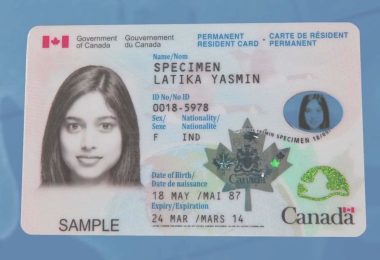 Government of Canada
Gouvernement du Canada
PERMANENT RESIDENT CARD
CARTE DE RÉSIDENT PERMANENT
Name/Nom
SPECIMEN
LATIKA YASMIN
ID No/No ID
0018-5978
Sex/Sexe
Nationality/Nationalité
F IND
SPECIMEN
Canada
Date of Birth/
Date de naissance
18 MAY /MAI 87
Expiry/Expiration
24 MAR /MARS 14
SAMPLE
Canada